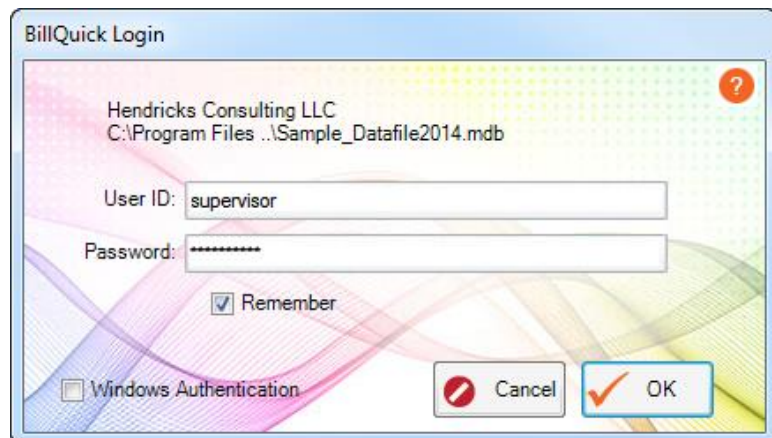 BillQuick Login
?
Hendricks Consulting LLC
C:\Program Files ..\Sample_Datafile2014.mdb
User ID: supervisor
Password: **********
Remember
Windows Authentication Cancel OK